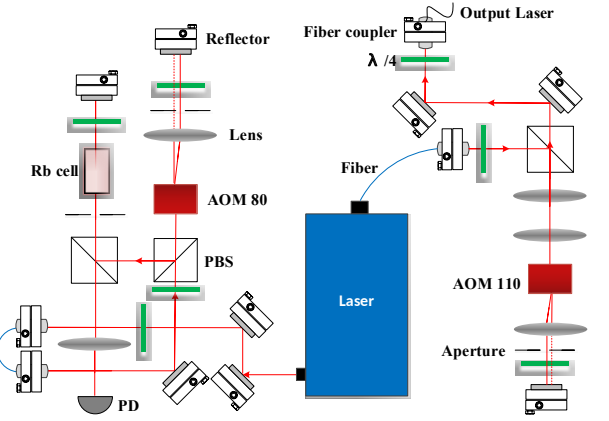 Output Laser
Reflector
Fiber coupler
λ /4
Lens
Rb cell
Fiber
AOM 80
PBS
AOM 110
Laser
Aperture
PD